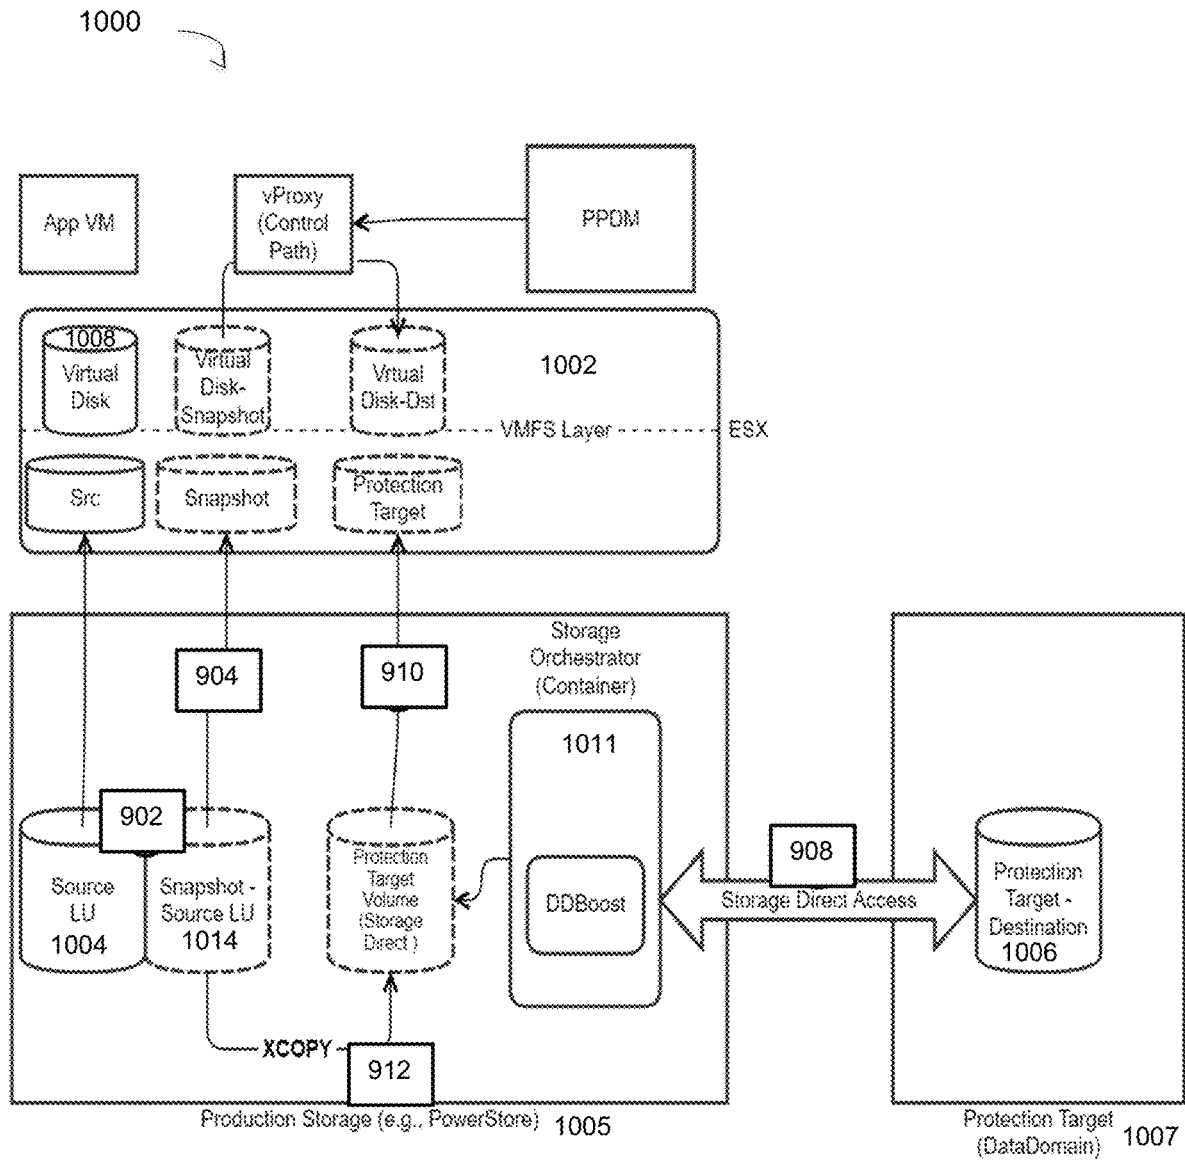 1000
App VM
vProxy
(Control
Path)
PPDM
1008
Virtual
Disk
Virtual
Disk-
Snapshot
Vrtual
Disk-Dst
1002
VMFS Layer
ESX
Src
Snapshot
Protection
Target
904
910
Storage
Orchestrator
(Container)
1011
902
908
Source
LU
1004
Snapshot -
Source LU
1014
Protection
Target
Volume
(Storage
Direct )
DDBoost
Storage Direct Access
Protection
Target -
Destination
1006
XCOPY
912
Production Storage (e.g., PowerStore) 1005
Protection Target
(DataDomain) 1007